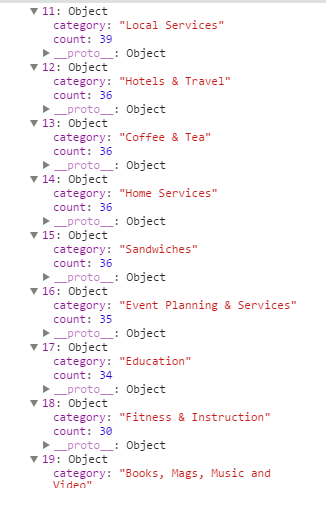 ▼ 11: Object
category: "Local Services"
count: 39
▶ __proto__: Object
▼ 12: Object
category: "Hotels & Travel"
count: 36
▶ __proto__: Object
▼ 13: Object
category: "Coffee & Tea"
count: 36
▶ __proto__: Object
▼ 14: Object
category: "Home Services"
count: 36
▶ __proto__: Object
▼ 15: Object
category: "Sandwiches"
count: 36
▶ __proto__: Object
▼ 16: Object
category: "Event Planning & Services"
count: 35
▶ __proto__: Object
▼ 17: Object
category: "Education"
count: 34
▶ __proto__: Object
▼ 18: Object
category: "Fitness & Instruction"
count: 30
▶ __proto__: Object
▼ 19: Object
category: "Books, Mags, Music and
Video"